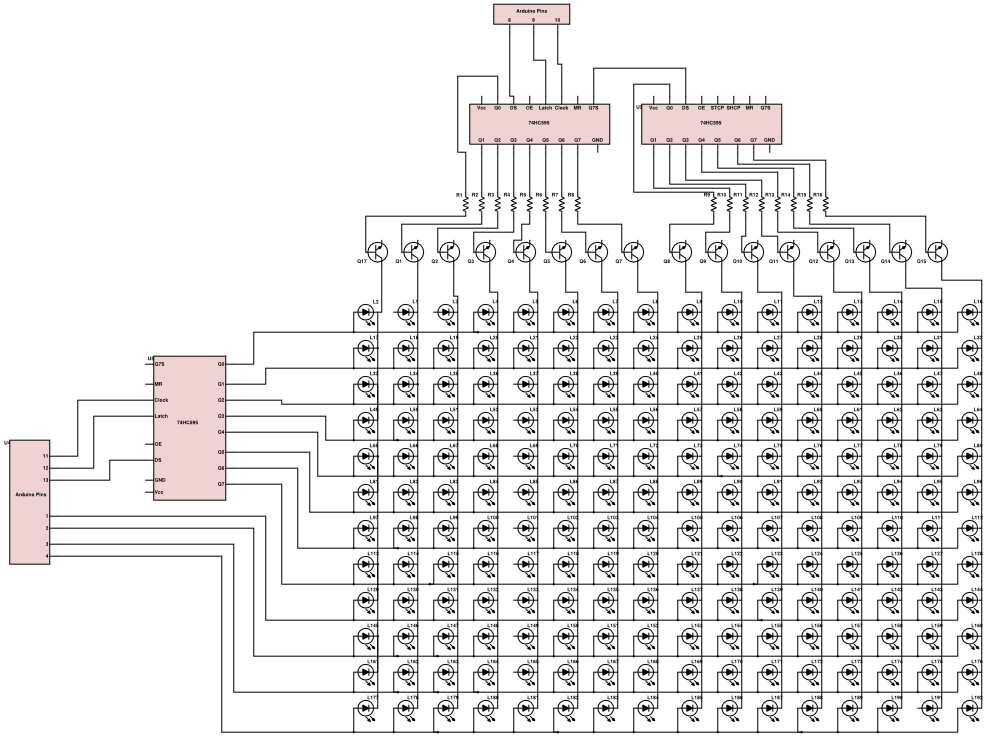 Arduino Pins
8 9 10
Vcc Q0 DS OE Latch Clock MR Q7S
74HC595
Q1 Q2 Q3 Q4 Q5 Q6 Q7 GND
Vcc Q0 DS OE STCP SHCP MR Q7S
74HC595
Q1 Q2 Q3 Q4 Q5 Q6 Q7 GND
R1 R2 R3 R4 R5 R6 R7 R8
R9 R10 R11 R12 R13 R14 R15 R16
Q17 Q1 Q2 Q3 Q4 Q5 Q6 Q7 Q8 Q9 Q10 Q11 Q12 Q13 Q14 Q15
L2 L3 L4 L5 L6 L7 L8 L9 L10 L11 L12 L13 L14 L15 L16
L17 L18 L19 L20 L21 L22 L23 L24 L25 L26 L27 L28 L29 L30 L31 L32
Q7S Q0
MR Q1
L33 L34 L35 L36 L37 L38 L39 L40 L41 L42 L43 L44 L45 L46 L47 L48
Clock Q2
Latch Q3
74HC595
L49 L50 L51 L52 L53 L54 L55 L56 L57 L58 L59 L60 L61 L62 L63 L64
Q4
OE Q5
L65 L66 L67 L68 L69 L70 L71 L72 L73 L74 L75 L76 L77 L78 L79 L80
DS Q6
GND Q7
Vcc
L81 L82 L83 L84 L85 L86 L87 L88 L89 L90 L91 L92 L93 L94 L95 L96
11
12
13
Arduino Pins
1
2
3
4
L97 L98 L99 L100 L101 L102 L103 L104 L105 L106 L107 L108 L109 L110 L111 L112
L113 L114 L115 L116 L117 L118 L119 L120 L121 L122 L123 L124 L125 L126 L127 L128
L129 L130 L131 L132 L133 L134 L135 L136 L137 L138 L139 L140 L141 L142 L143 L144
L145 L146 L147 L148 L149 L150 L151 L152 L153 L154 L155 L156 L157 L158 L159 L160
L161 L162 L163 L164 L165 L166 L167 L168 L169 L170 L171 L172 L173 L174 L175 L176
L177 L178 L179 L180 L181 L182 L183 L184 L185 L186 L187 L188 L189 L190 L191 L192